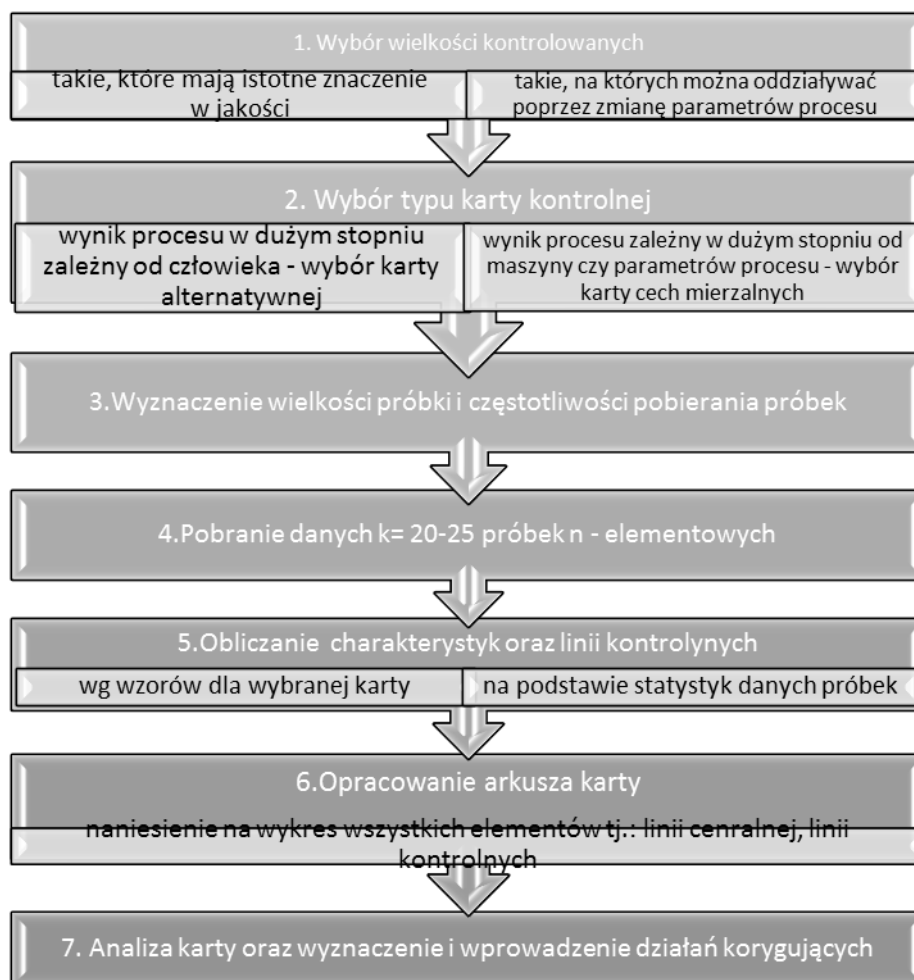 1. Wybór wielkości kontrolowanych
takie, które mają istotne znaczenie
w jakości
takie, na których można oddziaływać
poprzez zmianę parametrów procesu
2. Wybór typu karty kontrolnej
wynik procesu w dużym stopniu
zależny od człowieka - wybór karty
alternatywnej
wynik procesu zależny w dużym stopniu od
maszyny czy parametrów procesu - wybór
karty cech mierzalnych
3.Wyznaczenie wielkości próbki i częstotliwości pobierania próbek
4.Pobranie danych k= 20-25 próbek n - elementowych
5.Obliczanie charakterystyk oraz linii kontrolynych
wg wzorów dla wybranej karty
na podstawie statystyk danych próbek
6.Opracowanie arkusza karty
naniesienie na wykres wszystkich elementów tj.: linii cenralnej, linii
kontrolnych
7. Analiza karty oraz wyznaczenie i wprowadzenie działań korygujących